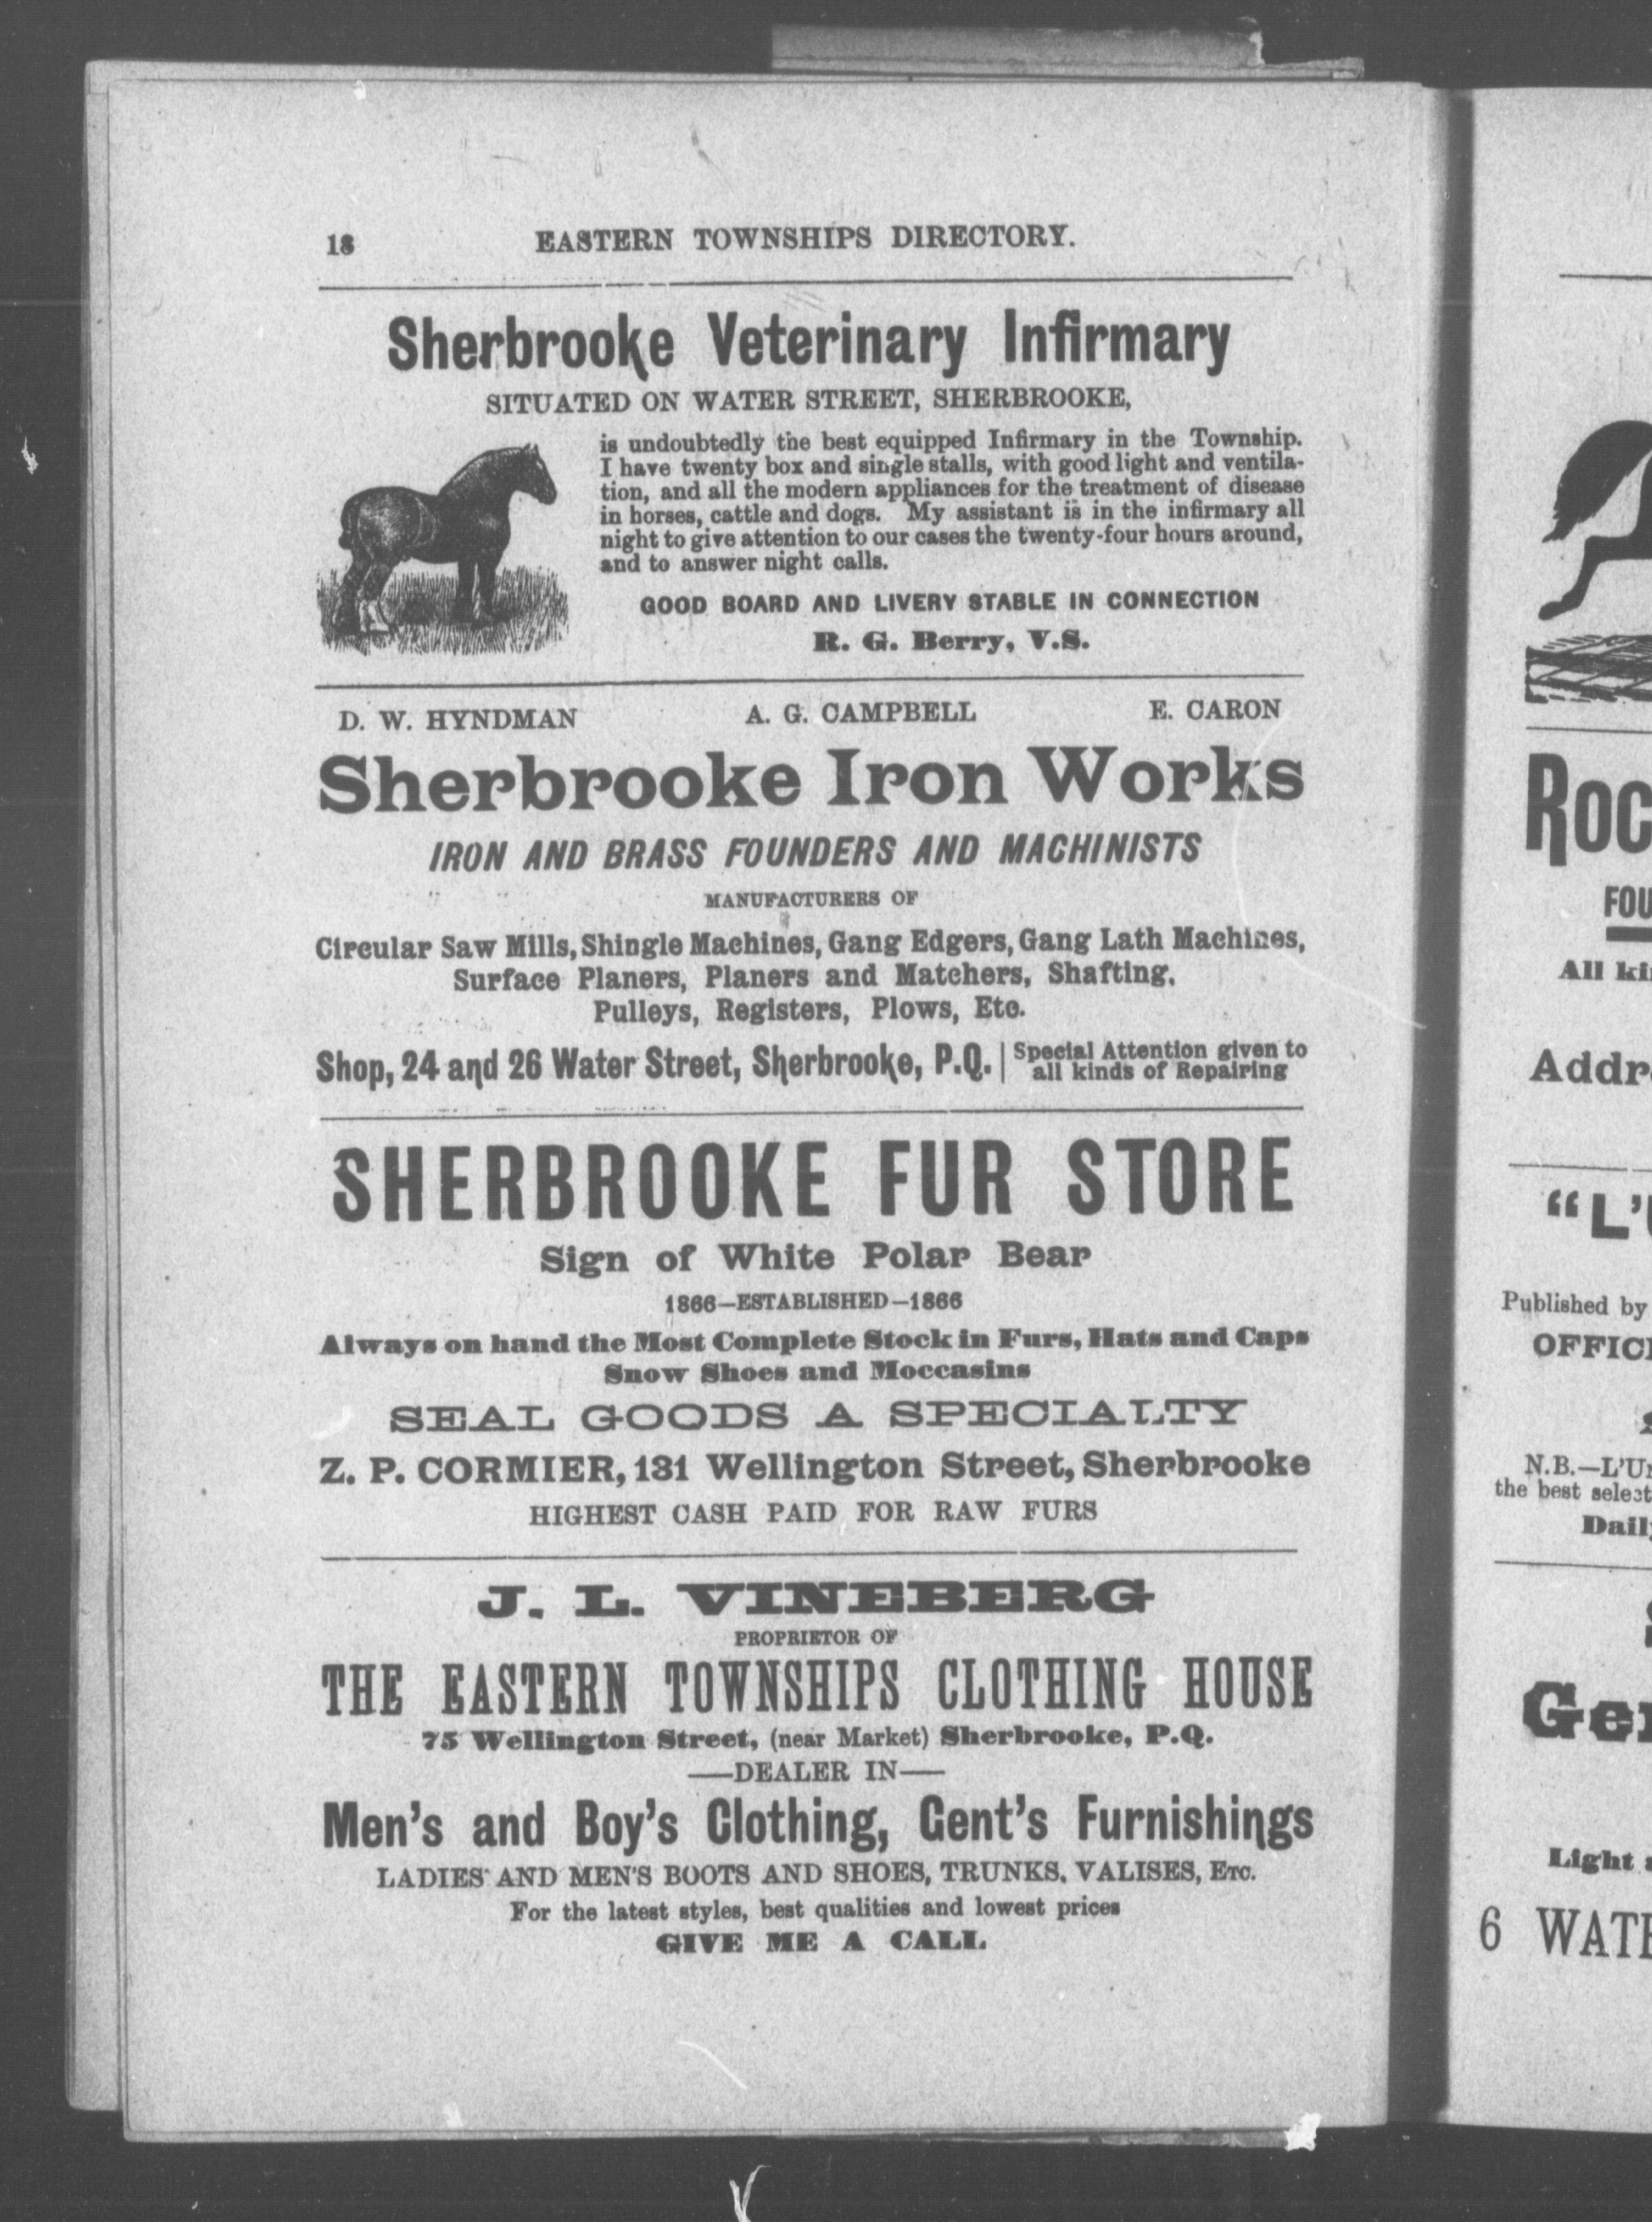 18 EASTERN TOWNSHIPS DIRECTORY.
Sherbrooke Veterinary Infirmary
SITUATED ON WATER STREET, SHERBROOKE,
is undoubtedly the best equipped Infirmary in the Township.
I have twenty box and single stalls, with good light and ventila-
tion, and all the modern appliances for the treatment of disease
in horses, cattle and dogs. My assistant is in the infirmary all
night to give attention to our cases the twenty-four hours around,
and to answer night calls.
GOOD BOARD AND LIVERY STABLE IN CONNECTION
R. G. Berry, V.S.
D. W. HYNDMAN A. G. CAMPBELL E. CARON
Sherbrooke Iron Works
IRON AND BRASS FOUNDERS AND MACHINISTS
MANUFACTURERS OF
Circular Saw Mills, Shingle Machines, Gang Edgers, Gang Lath Machines,
Surface Planers, Planers and Matchers, Shafting,
Pulleys, Registers, Plows, Etc.
Shop, 24 and 26 Water Street, Sherbrooke, P.Q. | Special Attention given to
all kinds of Repairing
SHERBROOKE FUR STORE
Sign of White Polar Bear
1866–ESTABLISHED–1866
Always on hand the Most Complete Stock in Furs, Hats and Caps
Snow Shoes and Moccasins
SEAL GOODS A SPECIALTY
Z. P. CORMIER, 131 Wellington Street, Sherbrooke
HIGHEST CASH PAID FOR RAW FURS
J. L. VINEBERG
PROPRIETOR OF
THE EASTERN TOWNSHIPS CLOTHING HOUSE
75 Wellington Street, (near Market) Sherbrooke, P.Q.
—DEALER IN—
Men's and Boy's Clothing, Gent's Furnishings
LADIES' AND MEN'S BOOTS AND SHOES, TRUNKS, VALISES, ETC.
For the latest styles, best qualities and lowest prices
GIVE ME A CALL
All
Addr
Published by
N.B.—L'U
the best select
Light
6 WAT